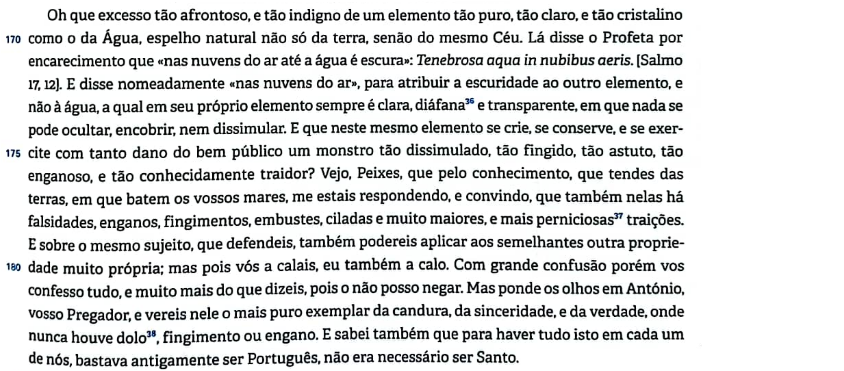 Oh que excesso tão afrontoso, e tão indigno de um elemento tão puro, tão claro, e tão cristalino
170 como o da Água, espelho natural não só da terra, senão do mesmo Céu. Lá disse o Profeta por
encarecimento que «nas nuvens do ar até a água é escura»: Tenebrosa aqua in nubibus aeris. [Salmo
17, 12]. E disse nomeadamente «nas nuvens do ar», para atribuir a escuridade ao outro elemento, e
não à água, a qual em seu próprio elemento sempre é clara, diáfana³⁶ e transparente, em que nada se
pode ocultar, encobrir, nem dissimular. E que neste mesmo elemento se crie, se conserve, e se exer-
175 cite com tanto dano do bem público um monstro tão dissimulado, tão fingido, tão astuto, tão
enganoso, e tão conhecidamente traidor? Vejo, Peixes, que pelo conhecimento, que tendes das
terras, em que batem os vossos mares, me estais respondendo, e convindo, que também nelas há
falsidades, enganos, fingimentos, embustes, ciladas e muito maiores, e mais perniciosas³⁷ traições.
E sobre o mesmo sujeito, que defendeis, também podereis aplicar aos semelhantes outra proprie-
180 dade muito própria; mas pois vós a calais, eu também a calo. Com grande confusão porém vos
confesso tudo, e muito mais do que dizeis, pois o não posso negar. Mas ponde os olhos em António,
vosso Pregador, e vereis nele o mais puro exemplar da candura, da sinceridade, e da verdade, onde
nunca houve dolo³⁸, fingimento ou engano. E sabei também que para haver tudo isto em cada um
de nós, bastava antigamente ser Português, não era necessário ser Santo.